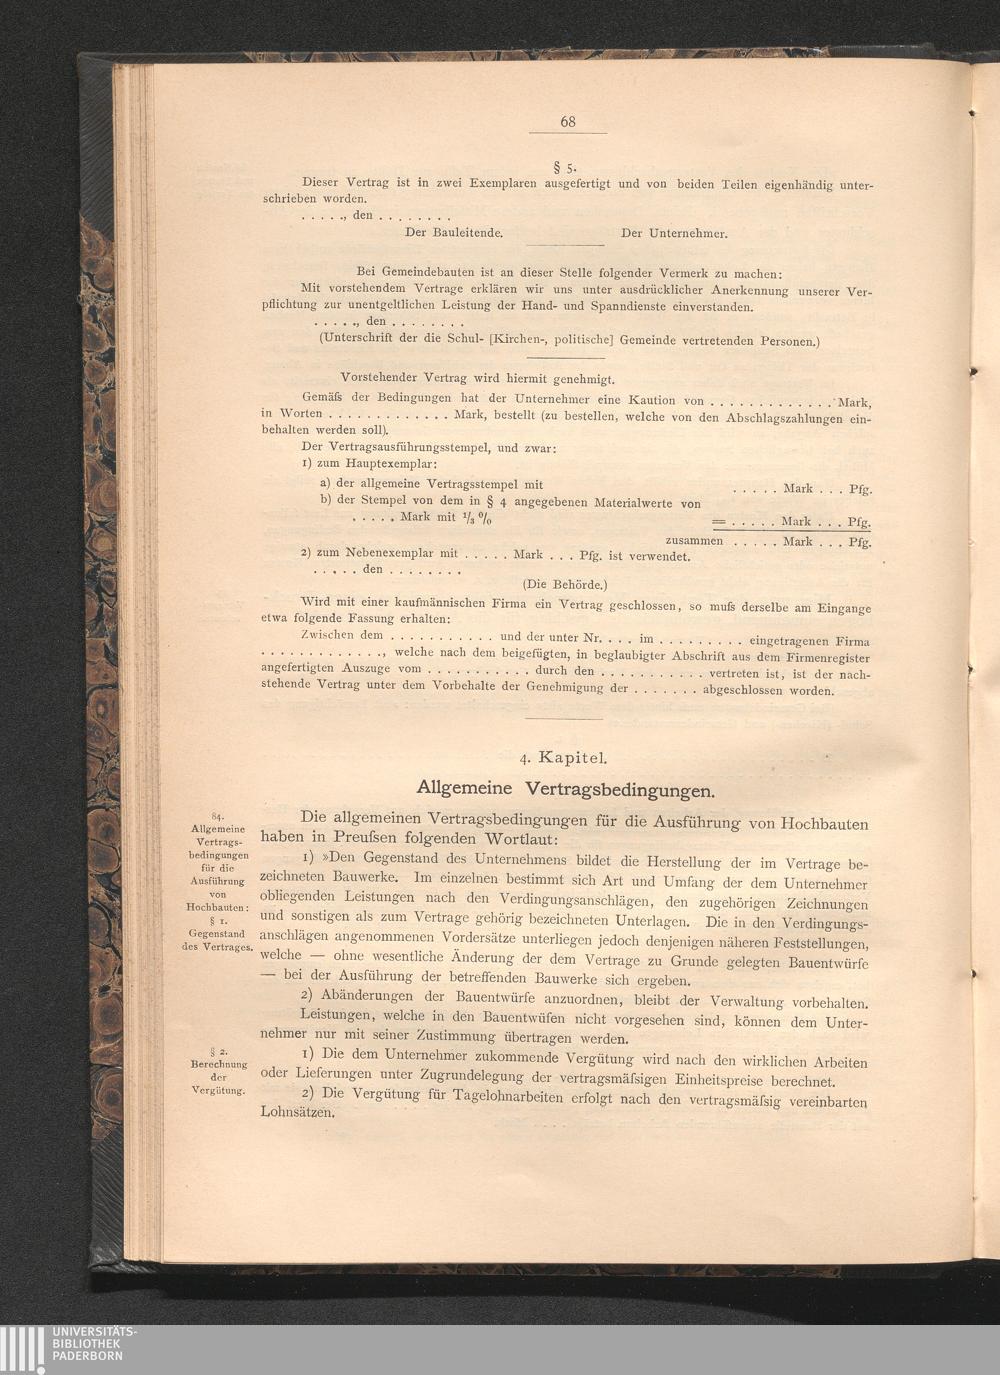 68
§ 5.
Dieser Vertrag ist in zwei Exemplaren ausgefertigt und von beiden Teilen eigenhändig unter-
schrieben worden.
. . . . ., den . . . . . . . .
Der Bauleitende. Der Unternehmer.
Bei Gemeindebauten ist an dieser Stelle folgender Vermerk zu machen:
Mit vorstehendem Vertrage erklären wir uns unter ausdrücklicher Anerkennung unserer Ver-
pflichtung zur unentgeltlichen Leistung der Hand- und Spanndienste einverstanden.
. . . . ., den . . . . . . . .
(Unterschrift der die Schul- [Kirchen-, politische] Gemeinde vertretenden Personen.)
Vorstehender Vertrag wird hiermit genehmigt.
Gemäſs der Bedingungen hat der Unternehmer eine Kaution von . . . . . . . . . . . . . Mark,
in Worten . . . . . . . . . . . . . Mark, bestellt (zu bestellen, welche von den Abschlagszahlungen ein-
behalten werden soll).
Der Vertragsausführungsstempel, und zwar:
1) zum Hauptexemplar:
a) der allgemeine Vertragsstempel mit . . . . . Mark . . . Pfg.
b) der Stempel von dem in § 4 angegebenen Materialwerte von
. . . . . Mark mit 1/3 0/0 = . . . . . Mark . . . Pfg.
zusammen . . . . . Mark . . . Pfg.
2) zum Nebenexemplar mit . . . . . Mark . . . Pfg. ist verwendet.
. . . . . den . . . . . . . .
(Die Behörde.)
Wird mit einer kaufmännischen Firma ein Vertrag geschlossen, so muſs derselbe am Eingange
etwa folgende Fassung erhalten:
Zwischen dem . . . . . . . . . . . und der unter Nr. . . . im . . . . . . . . . eingetragenen Firma
. . . . . . . . . . . . ., welche nach dem beigefügten, in beglaubigter Abschrift aus dem Firmenregister
angefertigten Auszuge vom . . . . . . . . . . . durch den . . . . . . . . . . . vertreten ist, ist der nach-
stehende Vertrag unter dem Vorbehalte der Genehmigung der . . . . . . . abgeschlossen worden.
4. Kapitel.
Allgemeine Vertragsbedingungen.
84.
Allgemeine
Vertrags-
bedingungen
für die
Ausführung
von
Hochbauten:
§ 1.
Gegenstand
des Vertrages.
Die allgemeinen Vertragsbedingungen für die Ausführung von Hochbauten
haben in Preuſsen folgenden Wortlaut:
1) »Den Gegenstand des Unternehmens bildet die Herstellung der im Vertrage be-
zeichneten Bauwerke. Im einzelnen bestimmt sich Art und Umfang der dem Unternehmer
obliegenden Leistungen nach den Verdingungsanschlägen, den zugehörigen Zeichnungen
und sonstigen als zum Vertrage gehörig bezeichneten Unterlagen. Die in den Verdingungs-
anschlägen angenommenen Vordersätze unterliegen jedoch denjenigen näheren Feststellungen,
welche — ohne wesentliche Änderung der dem Vertrage zu Grunde gelegten Bauentwürfe
— bei der Ausführung der betreffenden Bauwerke sich ergeben.
2) Abänderungen der Bauentwürfe anzuordnen, bleibt der Verwaltung vorbehalten.
Leistungen, welche in den Bauentwüfen nicht vorgesehen sind, können dem Unter-
nehmer nur mit seiner Zustimmung übertragen werden.
§ 2.
Berechnung
der
Vergütung.
1) Die dem Unternehmer zukommende Vergütung wird nach den wirklichen Arbeiten
oder Lieferungen unter Zugrundelegung der vertragsmäſsigen Einheitspreise berechnet.
2) Die Vergütung für Tagelohnarbeiten erfolgt nach den vertragsmäſsig vereinbarten
Lohnsätzen.
UNIVERSITÄTS-
BIBLIOTHEK
PADERBORN